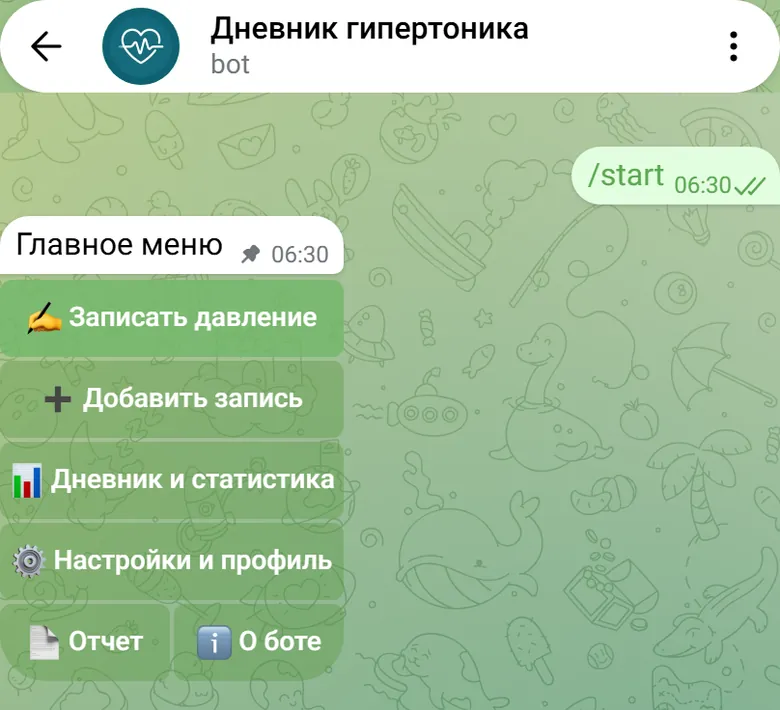 Дневник гипертоника
bot
/start 06:30
Главное меню 06:30
Записать давление
Добавить запись
Дневник и статистика
Настройки и профиль
Отчет
О боте